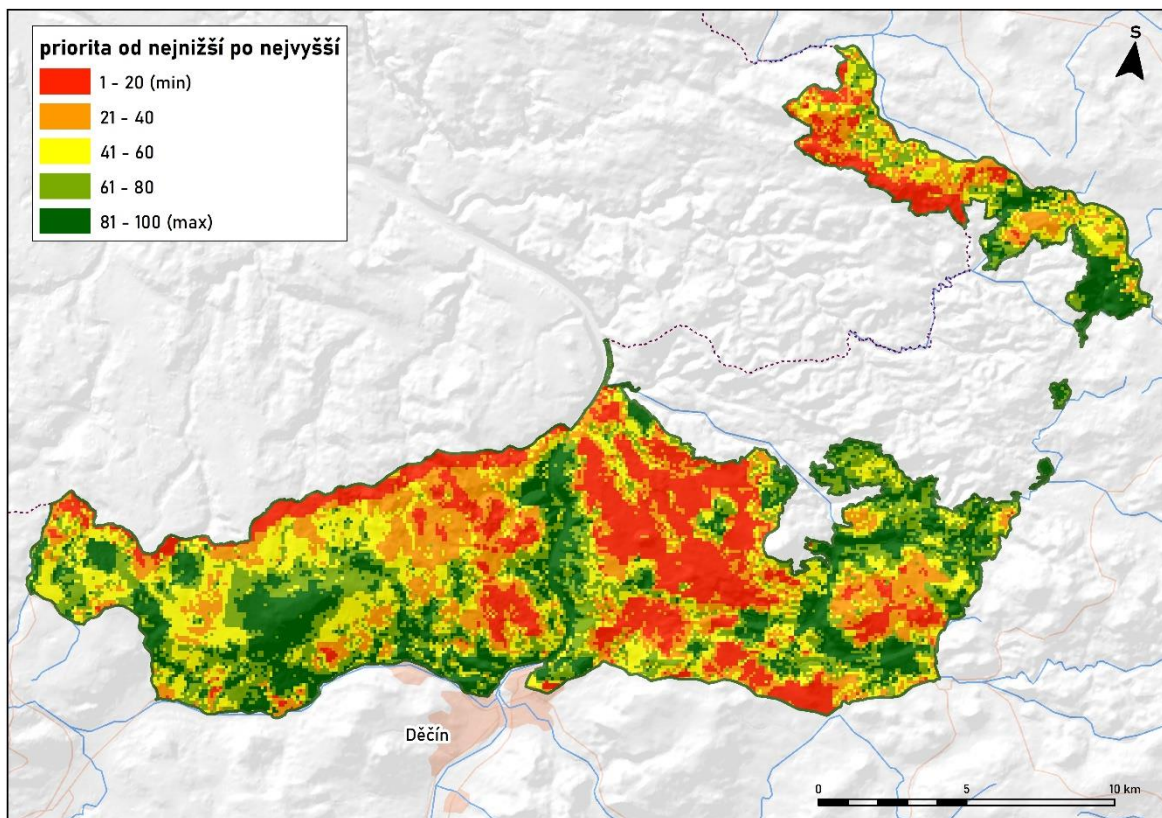 priorita od nejnižší po nejvyšší
1 - 20 (min)
21 - 40
41 - 60
61 - 80
81 - 100 (max)
S
Děčín
0 5 10 km